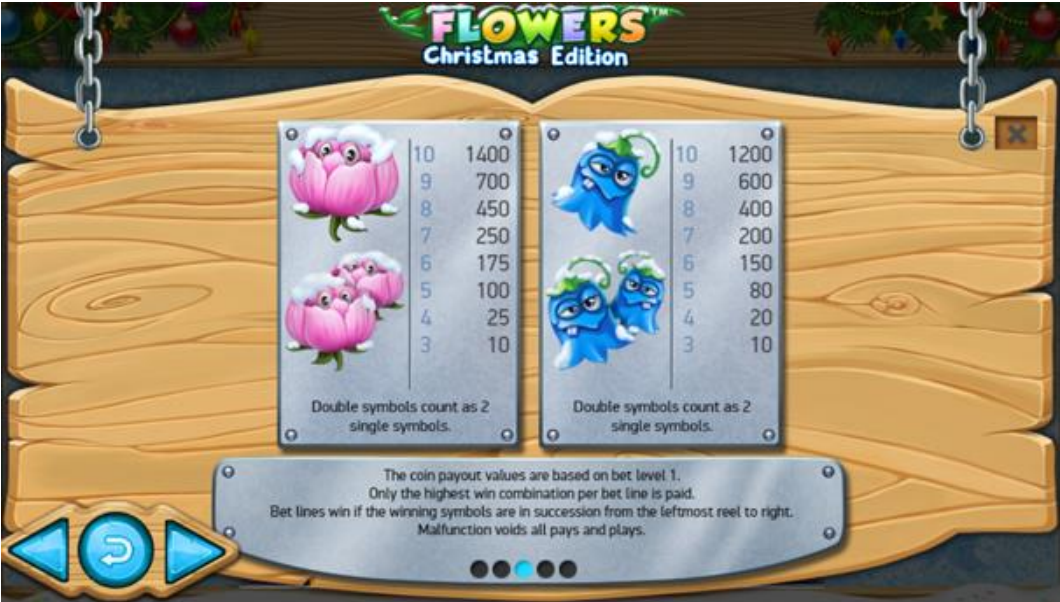 FLOWERS™
Christmas Edition
10 1400
9 700
8 450
7 250
6 175
5 100
4 25
3 10
Double symbols count as 2
single symbols.
10 1200
9 600
8 400
7 200
6 150
5 80
4 20
3 10
Double symbols count as 2
single symbols.
The coin payout values are based on bet level 1.
Only the highest win combination per bet line is paid.
Bet lines win if the winning symbols are in succession from the leftmost reel to right.
Malfunction voids all pays and plays.